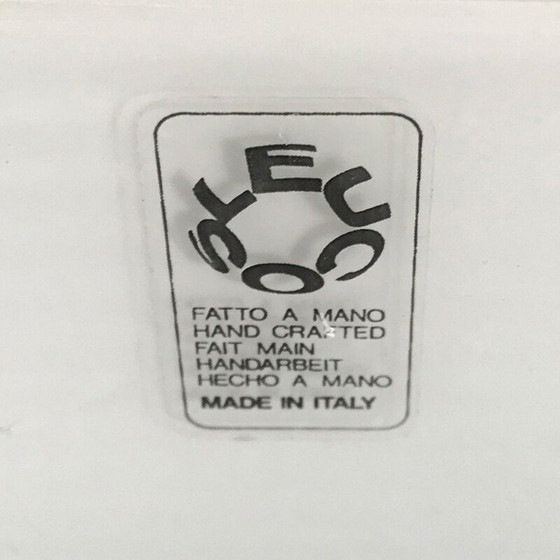 LEUCOS
FATTO A MANO
HAND CRAFTED
FAIT MAIN
HANDARBEIT
HECHO A MANO
MADE IN ITALY